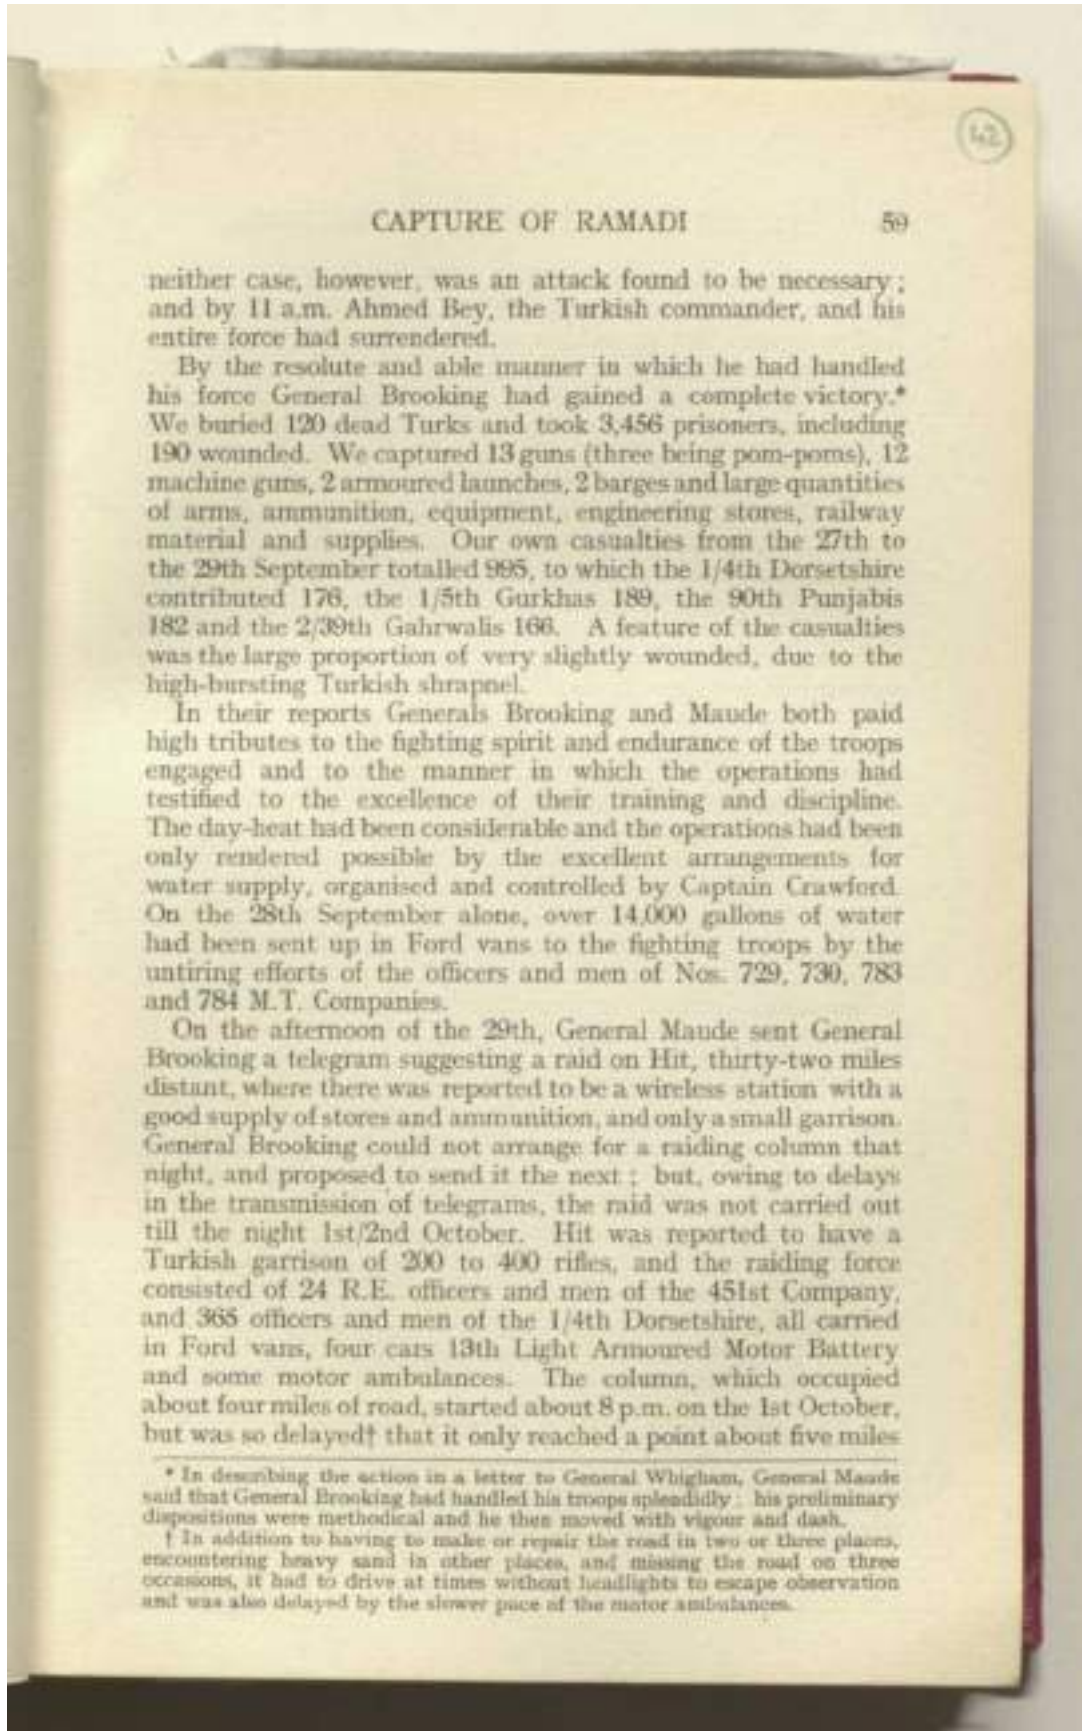 42
CAPTURE OF RAMADI 59
neither case, however, was an attack found to be necessary ;
and by 11 a.m. Ahmed Bey, the Turkish commander, and his
entire force had surrendered.
By the resolute and able manner in which he had handled
his force General Brooking had gained a complete victory.*
We buried 120 dead Turks and took 3,456 prisoners, including
190 wounded. We captured 13 guns (three being pom-poms), 12
machine guns, 2 armoured launches, 2 barges and large quantities
of arms, ammunition, equipment, engineering stores, railway
material and supplies. Our own casualties from the 27th to
the 29th September totalled 995, to which the 1/4th Dorsetshire
contributed 176, the 1/5th Gurkhas 189, the 90th Punjabis
182 and the 2/39th Gahrwalis 166. A feature of the casualties
was the large proportion of very slightly wounded, due to the
high-bursting Turkish shrapnel.
In their reports Generals Brooking and Maude both paid
high tributes to the fighting spirit and endurance of the troops
engaged and to the manner in which the operations had
testified to the excellence of their training and discipline.
The day-heat had been considerable and the operations had been
only rendered possible by the excellent arrangements for
water supply, organised and controlled by Captain Crawford.
On the 28th September alone, over 14,000 gallons of water
had been sent up in Ford vans to the fighting troops by the
untiring efforts of the officers and men of Nos. 729, 730, 783
and 784 M.T. Companies.
On the afternoon of the 29th, General Maude sent General
Brooking a telegram suggesting a raid on Hit, thirty-two miles
distant, where there was reported to be a wireless station with a
good supply of stores and ammunition, and only a small garrison.
General Brooking could not arrange for a raiding column that
night, and proposed to send it the next ; but, owing to delays
in the transmission of telegrams, the raid was not carried out
till the night 1st/2nd October. Hit was reported to have a
Turkish garrison of 200 to 400 rifles, and the raiding force
consisted of 24 R.E. officers and men of the 451st Company,
and 365 officers and men of the 1/4th Dorsetshire, all carried
in Ford vans, four cars 13th Light Armoured Motor Battery
and some motor ambulances. The column, which occupied
about four miles of road, started about 8 p.m. on the 1st October,
but was so delayed† that it only reached a point about five miles
* In describing the action in a letter to General Whigham, General Maude
said that General Brooking had handled his troops splendidly ; his preliminary
dispositions were methodical and he then moved with vigour and dash.
† In addition to having to make or repair the road in two or three places,
encountering heavy sand in other places, and missing the road on three
occasions, it had to drive at times without headlights to escape observation
and was also delayed by the slower pace of the motor ambulances.